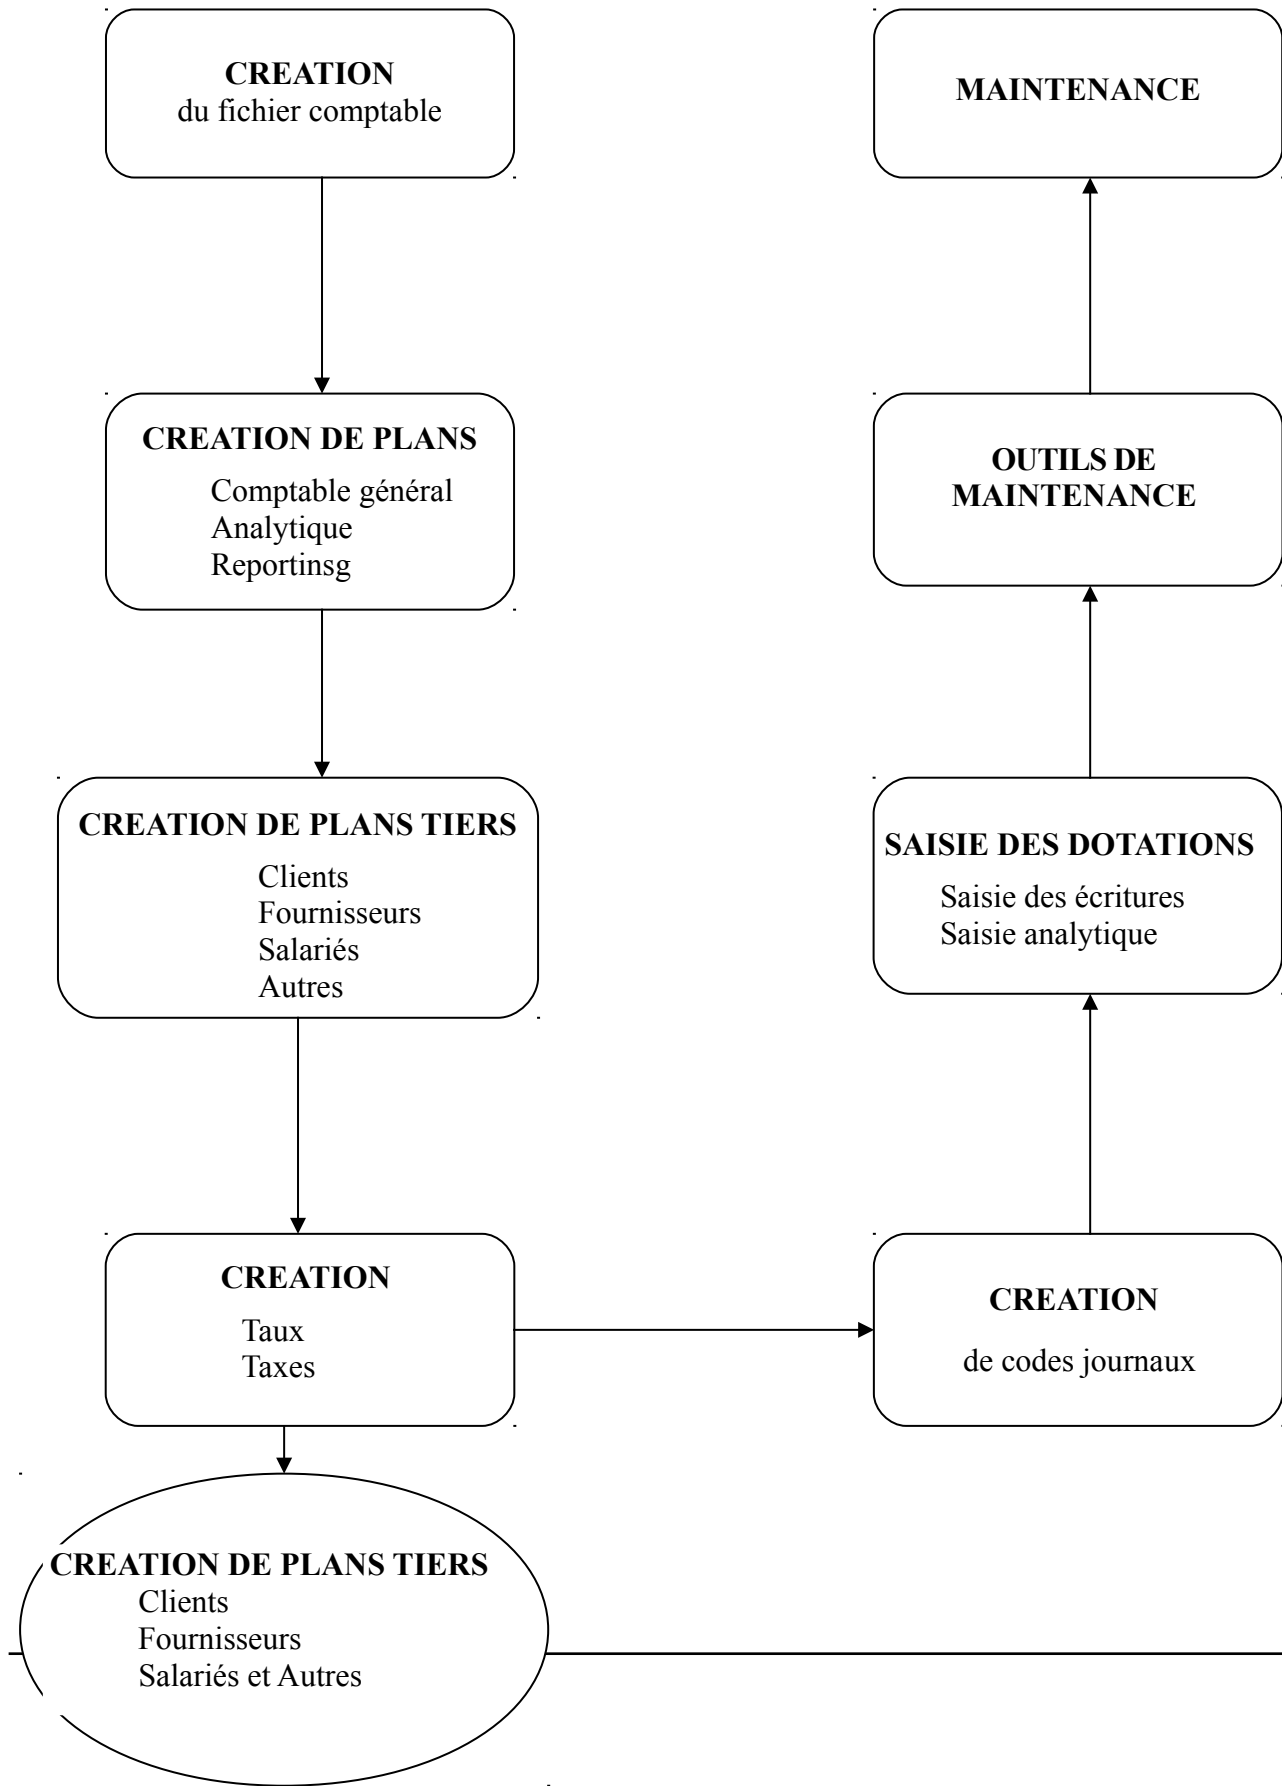 CREATION
du fichier comptable
MAINTENANCE
CREATION DE PLANS
Comptable général
Analytique
Reportinsg
OUTILS DE
MAINTENANCE
CREATION DE PLANS TIERS
Clients
Fournisseurs
Salariés
Autres
SAISIE DES DOTATIONS
Saisie des écritures
Saisie analytique
CREATION
Taux
Taxes
CREATION
de codes journaux
CREATION DE PLANS TIERS
Clients
Fournisseurs
Salariés et Autres